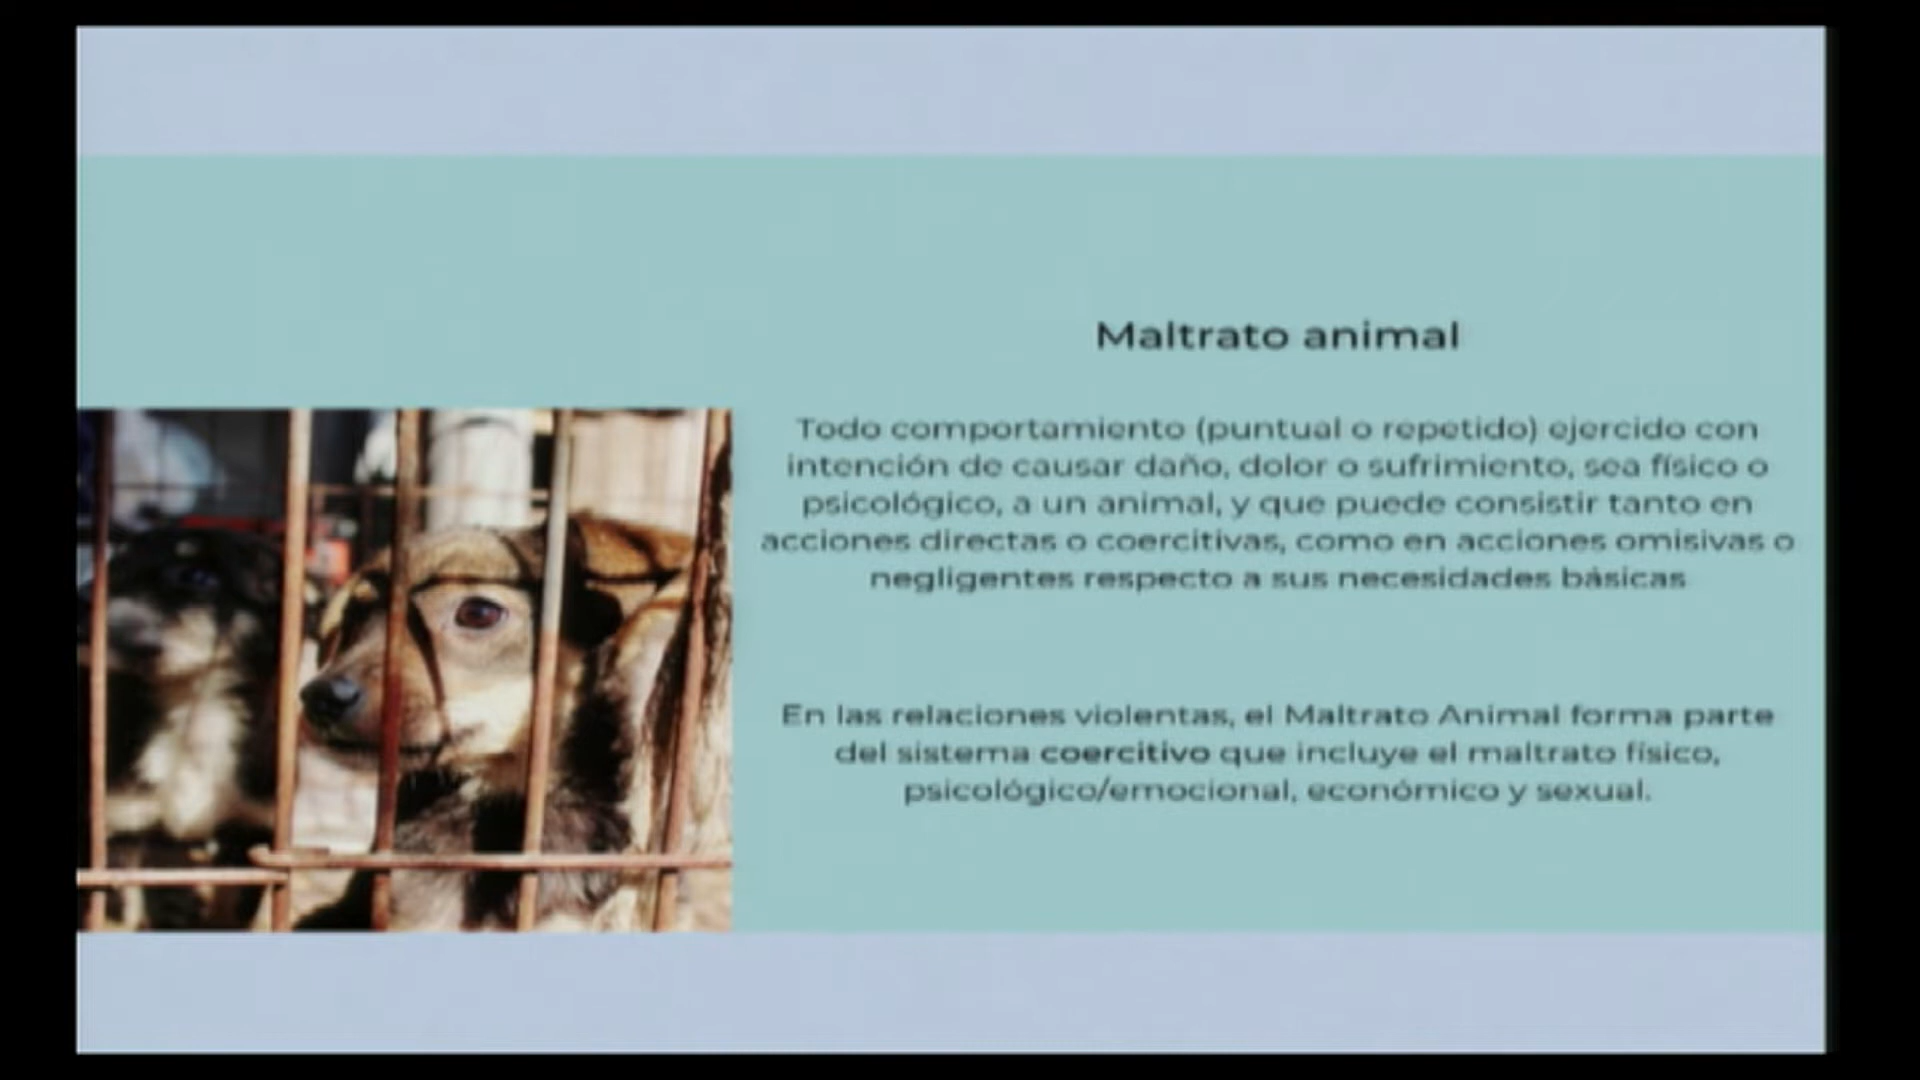 Maltrato animal
Todo comportamiento (puntual o repetido) ejercido con
intención de causar daño, dolor o sufrimiento, sea físico o
psicológico, a un animal, y que puede consistir tanto en
acciones directas o coercitivas, como en acciones omisivas o
negligentes respecto a sus necesidades básicas
En las relaciones violentas, el Maltrato Animal forma parte
del sistema coercitivo que incluye el maltrato físico,
psicológico/emocional, económico y sexual.